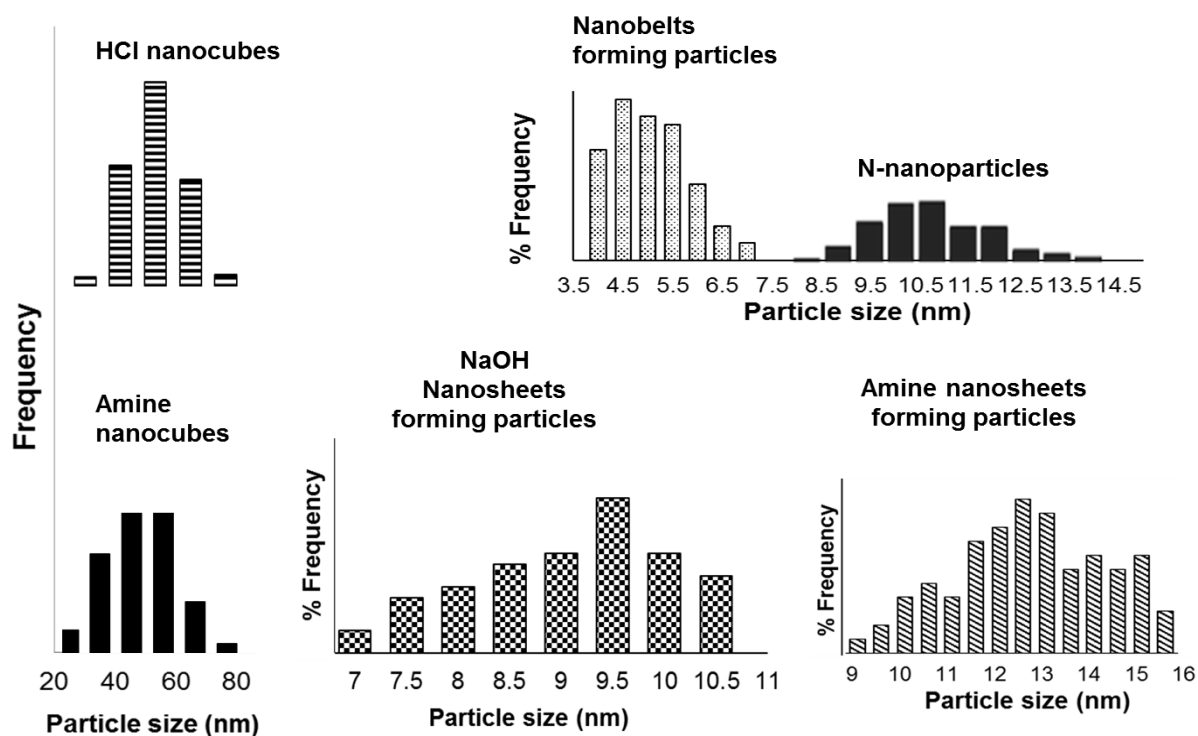 HCl nanocubes
Frequency
Amine
nanocubes
20 40 60 80
Particle size (nm)
Nanobelts
forming particles
N-nanoparticles
% Frequency
3.5 4.5 5.5 6.5 7.5 8.5 9.5 10.5 11.5 12.5 13.5 14.5
Particle size (nm)
NaOH
Nanosheets
forming particles
% Frequency
7 7.5 8 8.5 9 9.5 10 10.5 11
Particle size (nm)
Amine nanosheets
forming particles
% Frequency
9 10 11 12 13 14 15 16
Particle size (nm)